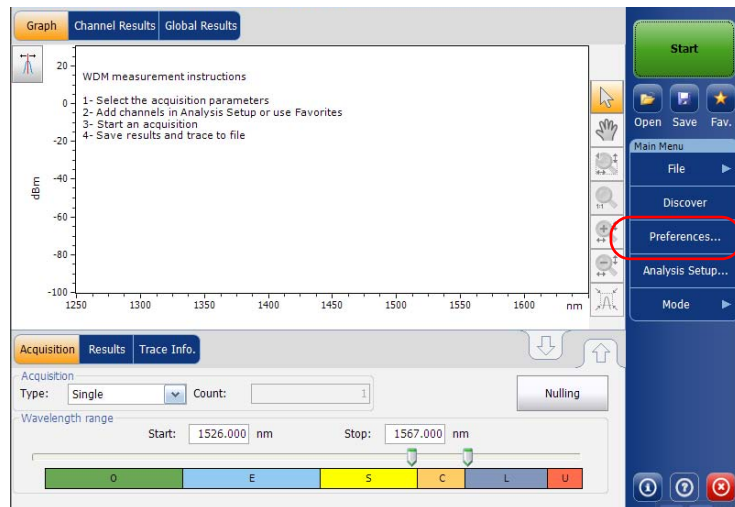 Graph Channel Results Global Results
Start
WDM measurement instructions
1- Select the acquisition parameters
2- Add channels in Analysis Setup or use Favorites
3- Start an acquisition
4- Save results and trace to file
20
0
-20
-40
-60
-80
-100
dBm
1250 1300 1350 1400 1450 1500 1550 1600 nm
1:1
Open Save Fav.
Main Menu
File
Discover
Preferences...
Analysis Setup...
Mode
Acquisition Results Trace Info.
Acquisition
Type: Single Count: 1
Nulling
Wavelength range
Start: 1526.000 nm Stop: 1567.000 nm
O E S C L U